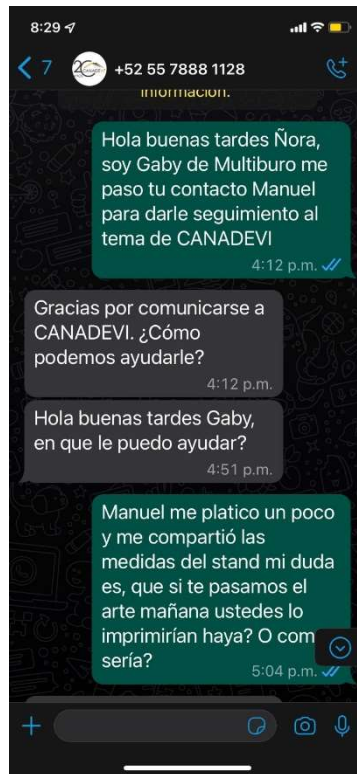 8:29
7
+52 55 7888 1128
información.
Hola buenas tardes Ñora,
soy Gaby de Multiburo me
paso tu contacto Manuel
para darle seguimiento al
tema de CANADEVI
4:12 p.m.
Gracias por comunicarse a
CANADEVI. ¿Cómo
podemos ayudarle?
4:12 p.m.
Hola buenas tardes Gaby,
en que le puedo ayudar?
4:51 p.m.
Manuel me platico un poco
y me compartió las
medidas del stand mi duda
es, que si te pasamos el
arte mañana ustedes lo
imprimirían haya? O com
sería?
5:04 p.m.